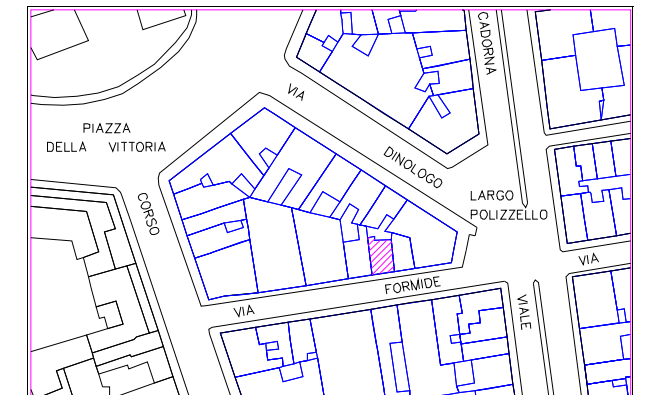 CADORNA
VIA
PIAZZA
DELLA VITTORIA
DINOLOGO
CORSO
LARGO
POLIZZELLO
VIA
FORMIDE
VIA
VIALE